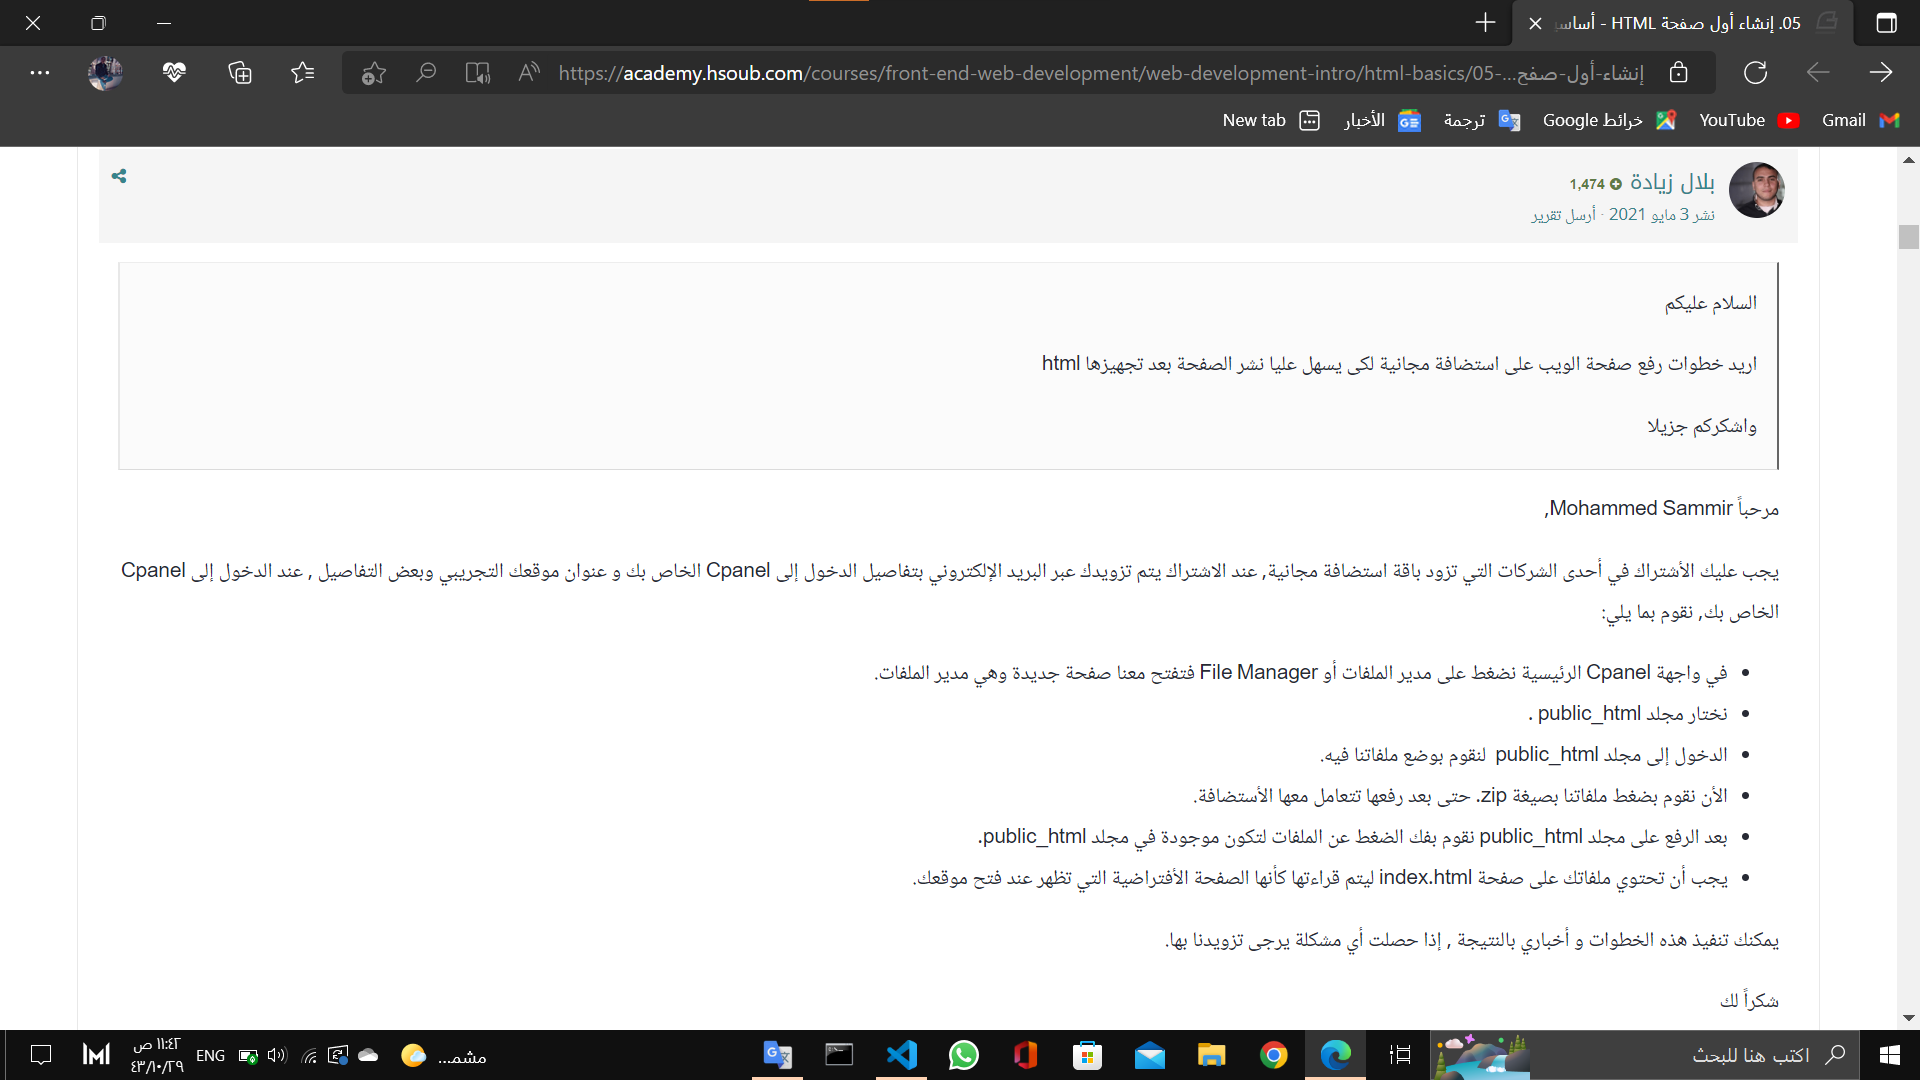 05. إنشاء أول صفحة HTML - أساسي
https://academy.hsoub.com/courses/front-end-web-development/web-development-intro/html-basics/05-إنشاء-أول-صفح...
Gmail
YouTube
خرائط Google
ترجمة
الأخبار
New tab
بلال زيادة 1,474
نشر 3 مايو 2021 · أرسل تقرير
السلام عليكم
اريد خطوات رفع صفحة الويب على استضافة مجانية لكى يسهل عليا نشر الصفحة بعد تجهيزها html
واشكركم جزيلا
مرحباً Mohammed Sammir,
يجب عليك الأشتراك في أحدى الشركات التي تزود باقة استضافة مجانية, عند الاشتراك يتم تزويدك عبر البريد الإلكتروني بتفاصيل الدخول إلى Cpanel الخاص بك و عنوان موقعك التجريبي وبعض التفاصيل , عند الدخول إلى Cpanel
الخاص بك, نقوم بما يلي:
في واجهة Cpanel الرئيسية نضغط على مدير الملفات أو File Manager فتفتح معنا صفحة جديدة وهي مدير الملفات.
نختار مجلد public_html .
الدخول إلى مجلد public_html لنقوم بوضع ملفاتنا فيه.
الأن نقوم بضغط ملفاتنا بصيغة zip. حتى بعد رفعها تتعامل معها الأستضافة.
بعد الرفع على مجلد public_html نقوم بفك الضغط عن الملفات لتكون موجودة في مجلد public_html.
يجب أن تحتوي ملفاتك على صفحة index.html ليتم قراءتها كأنها الصفحة الأفتراضية التي تظهر عند فتح موقعك.
يمكنك تنفيذ هذه الخطوات و أخباري بالنتيجة , إذا حصلت أي مشكلة يرجى تزويدنا بها.
شكراً لك
اكتب هنا للبحث
مشمـ...
ENG
١١:٤٢ ص
٤٣/١٠/٢٩